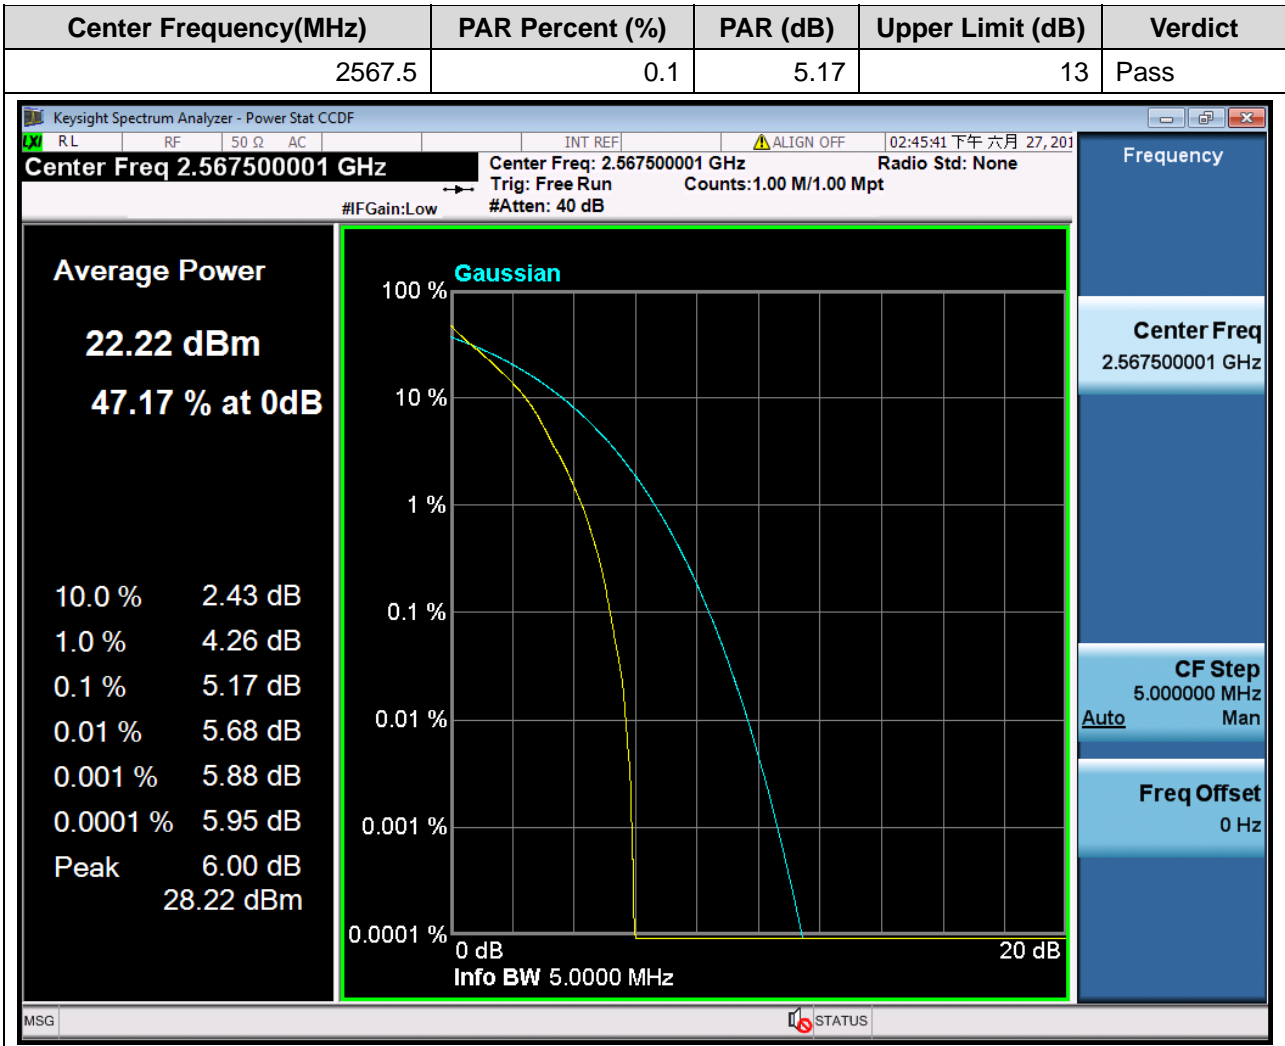 Center Frequency(MHz) PAR Percent (%) PAR (dB) Upper Limit (dB) Verdict
2567.5 0.1 5.17 13 Pass
Keysight Spectrum Analyzer - Power Stat CCDF
LXI RL RF 50 Ω AC INT REF ALIGN OFF 02:45:41 下午 六月 27, 201
Center Freq 2.567500001 GHz
Center Freq: 2.567500001 GHz Radio Std: None
Trig: Free Run Counts:1.00 M/1.00 Mpt
#IFGain:Low #Atten: 40 dB
Frequency
Average Power
22.22 dBm
47.17 % at 0dB
10.0 % 2.43 dB
1.0 % 4.26 dB
0.1 % 5.17 dB
0.01 % 5.68 dB
0.001 % 5.88 dB
0.0001 % 5.95 dB
Peak 6.00 dB
28.22 dBm
Gaussian
100 %
10 %
1 %
0.1 %
0.01 %
0.001 %
0.0001 %
0 dB 20 dB
Info BW 5.0000 MHz
Center Freq
2.567500001 GHz
CF Step
5.000000 MHz
Auto Man
Freq Offset
0 Hz
MSG STATUS